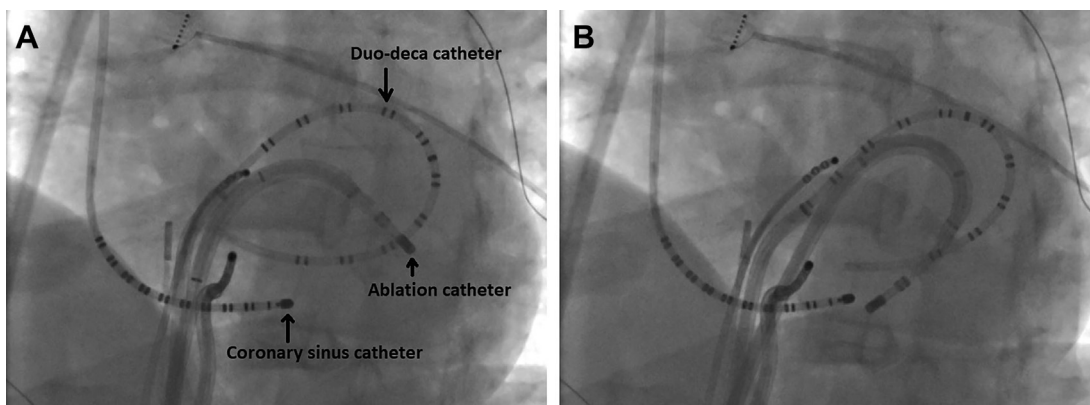 A
B
Duo-deca catheter
Ablation catheter
Coronary sinus catheter